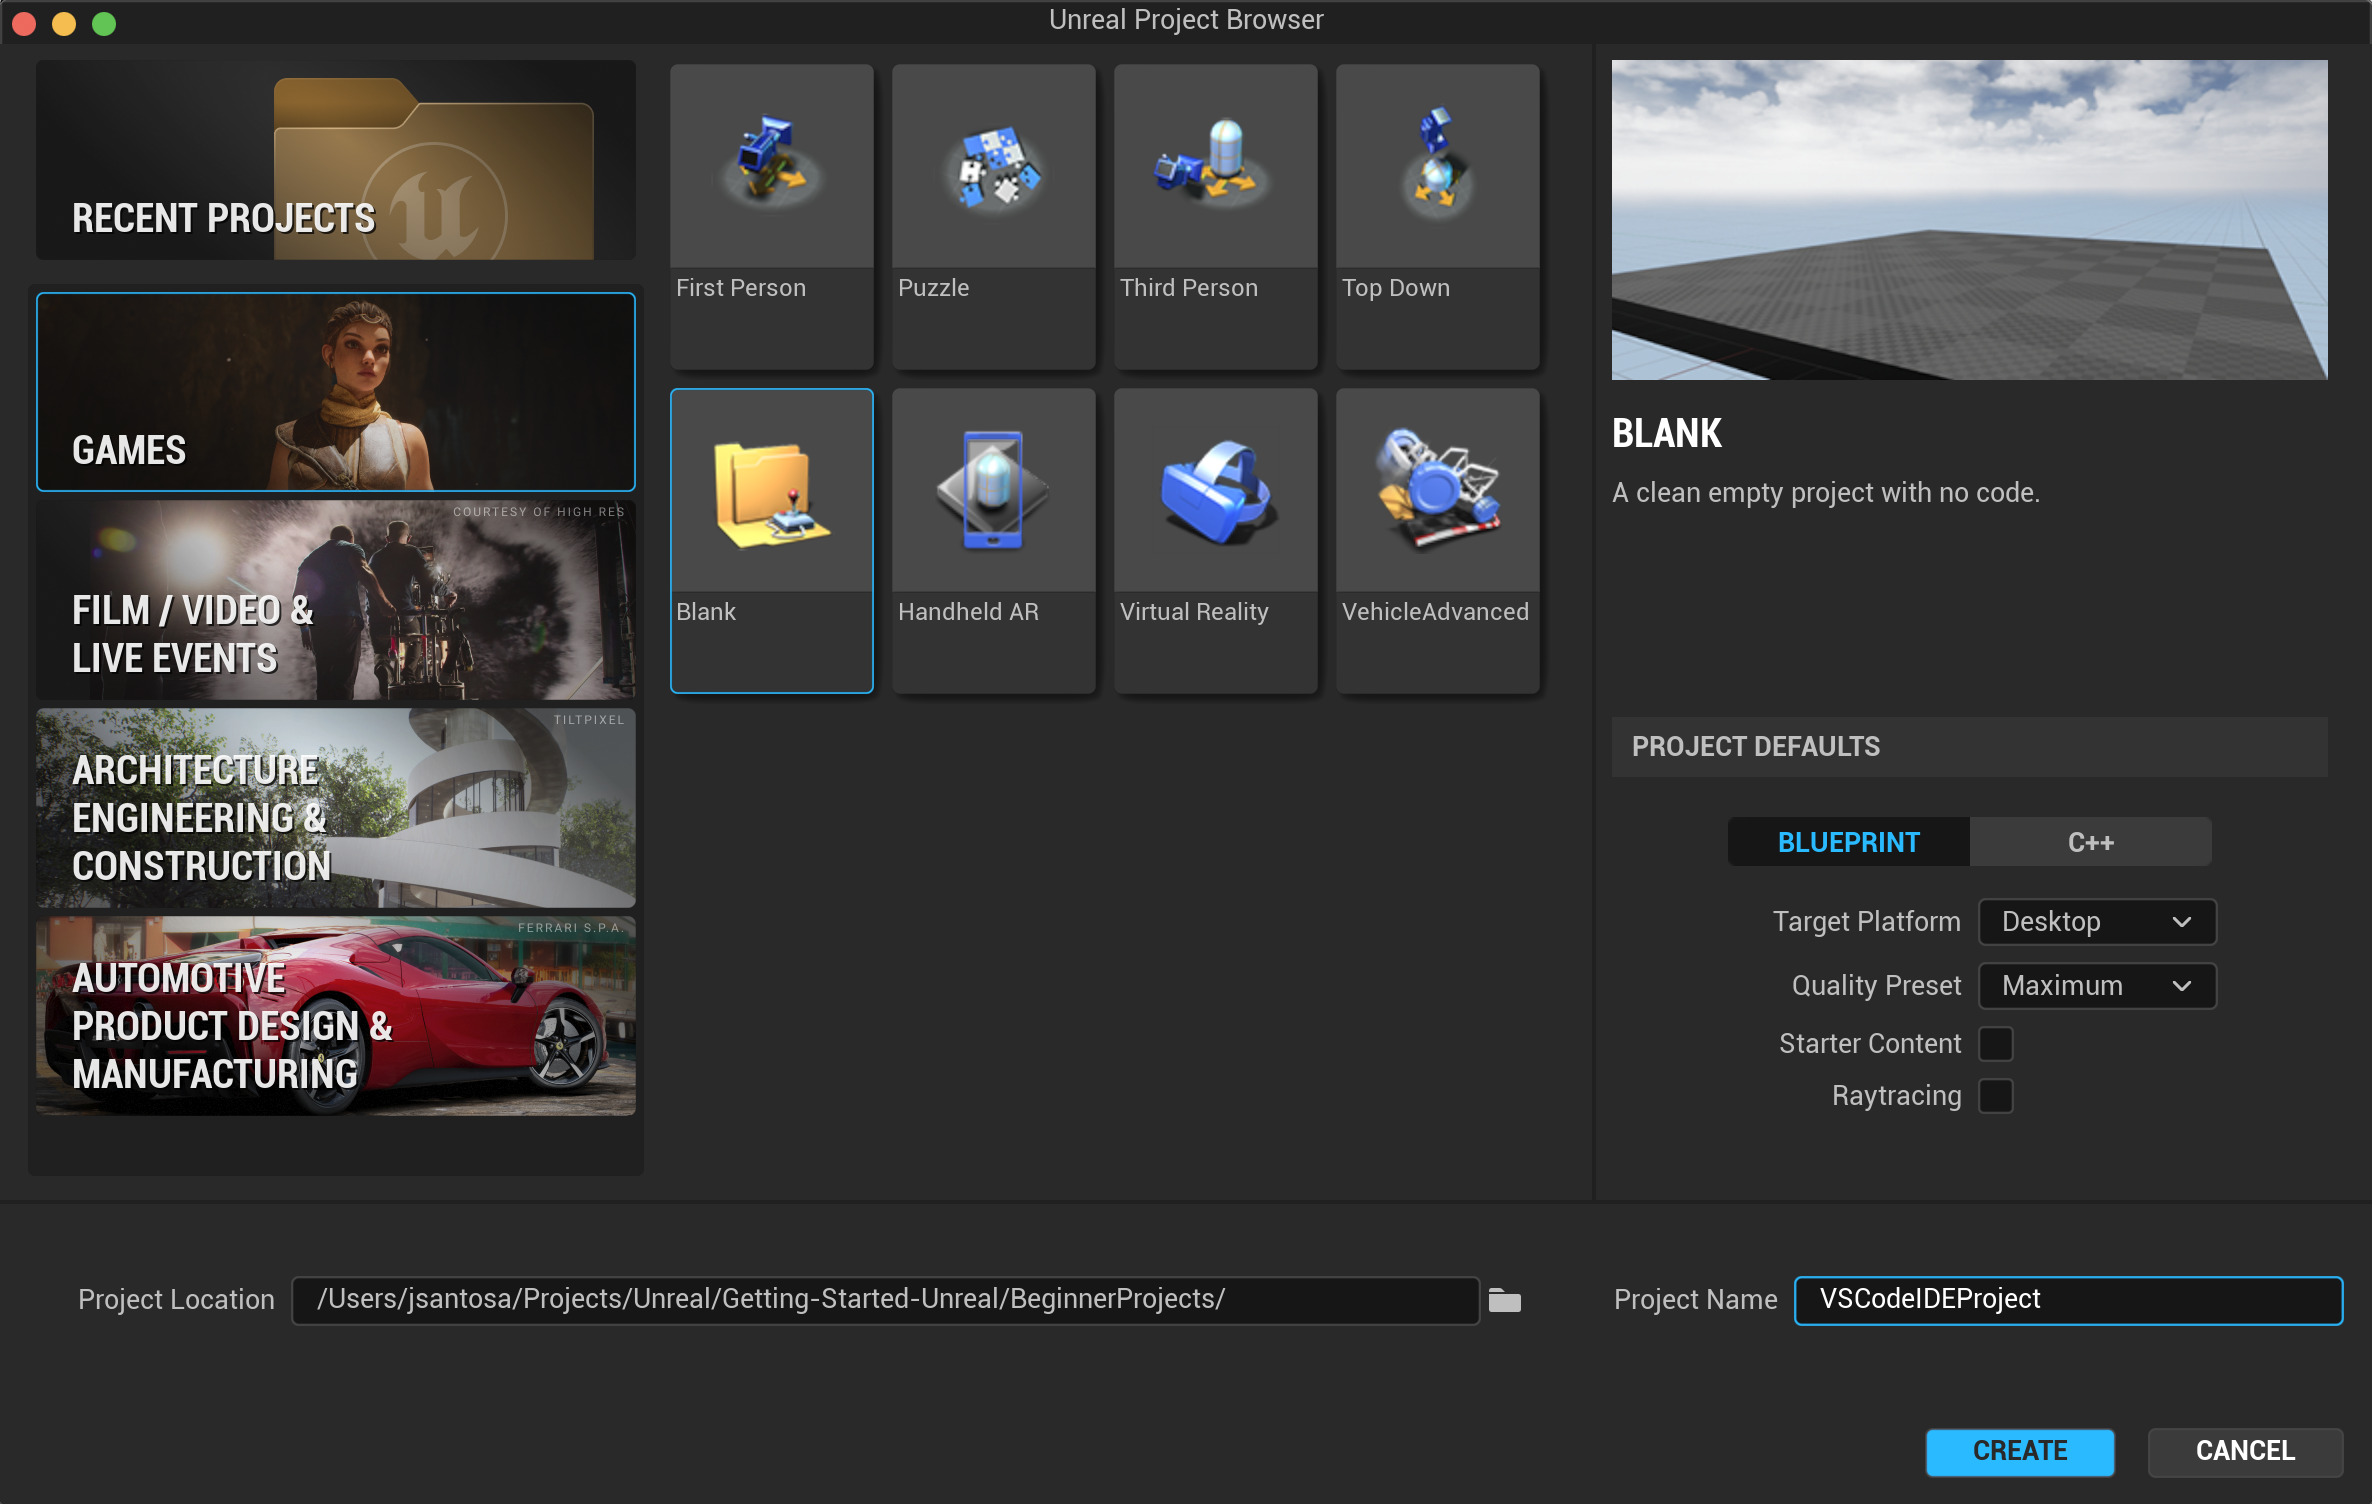 Unreal Project Browser
RECENT PROJECTS
GAMES
COURTESY OF HIGH RES
FILM / VIDEO &
LIVE EVENTS
TILTPIXEL
ARCHITECTURE
ENGINEERING &
CONSTRUCTION
FERRARI S.P.A.
AUTOMOTIVE
PRODUCT DESIGN &
MANUFACTURING
First Person
Puzzle
Third Person
Top Down
Blank
Handheld AR
Virtual Reality
VehicleAdvanced
BLANK
A clean empty project with no code.
PROJECT DEFAULTS
BLUEPRINT
C++
Target Platform
Desktop
Quality Preset
Maximum
Starter Content
Raytracing
Project Location
/Users/jsantosa/Projects/Unreal/Getting-Started-Unreal/BeginnerProjects/
Project Name
VSCodeIDEProject
CREATE
CANCEL